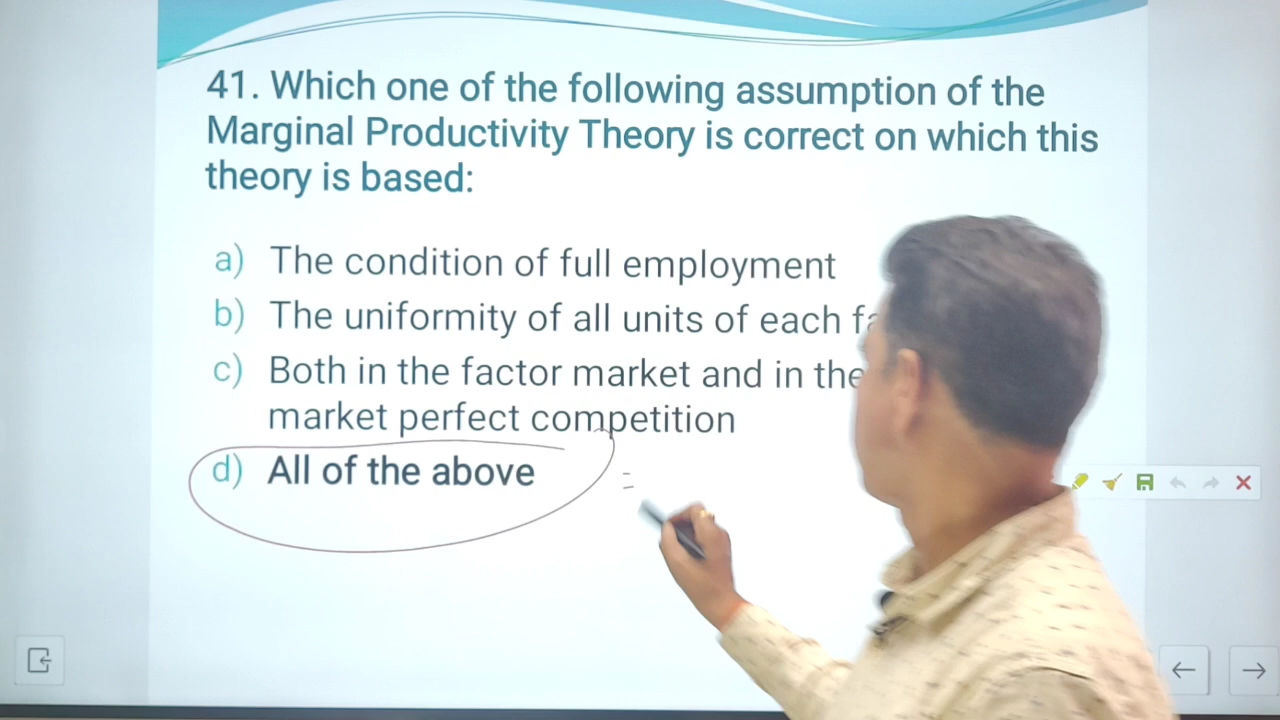 41. Which one of the following assumption of the
Marginal Productivity Theory is correct on which this
theory is based:
a) The condition of full employment
b) The uniformity of all units of each
c) Both in the factor market and in the
market perfect competition
d) All of the above